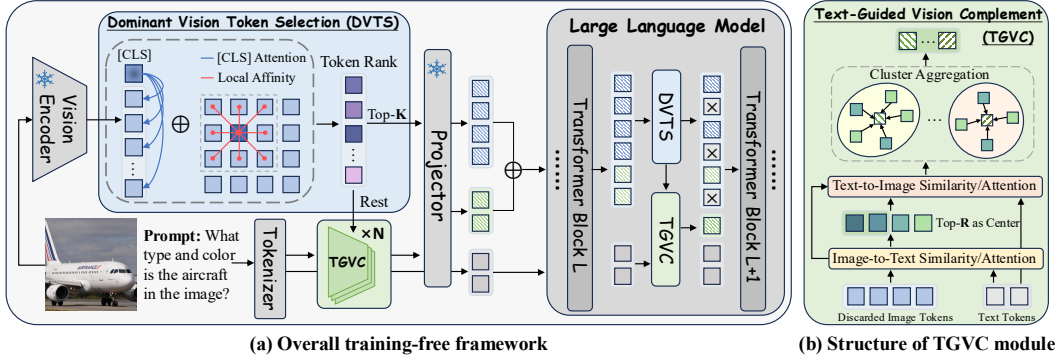 Dominant Vision Token Selection (DVTS)
Large Language Model
Text-Guided Vision Complement
(TGVC)
[CLS]
[CLS] Attention
Local Affinity
Token Rank
Top-K
Vision
Encoder
Projector
Transformer Block L
DVTS
TGVC
Transformer Block L+1
Cluster Aggregation
Text-to-Image Similarity/Attention
Top-R as Center
Image-to-Text Similarity/Attention
Discarded Image Tokens
Text Tokens
Rest
×N
TGVC
Tokenizer
AIRFRANCE
Prompt: What
type and color
is the aircraft
in the image?
(a) Overall training-free framework
(b) Structure of TGVC module